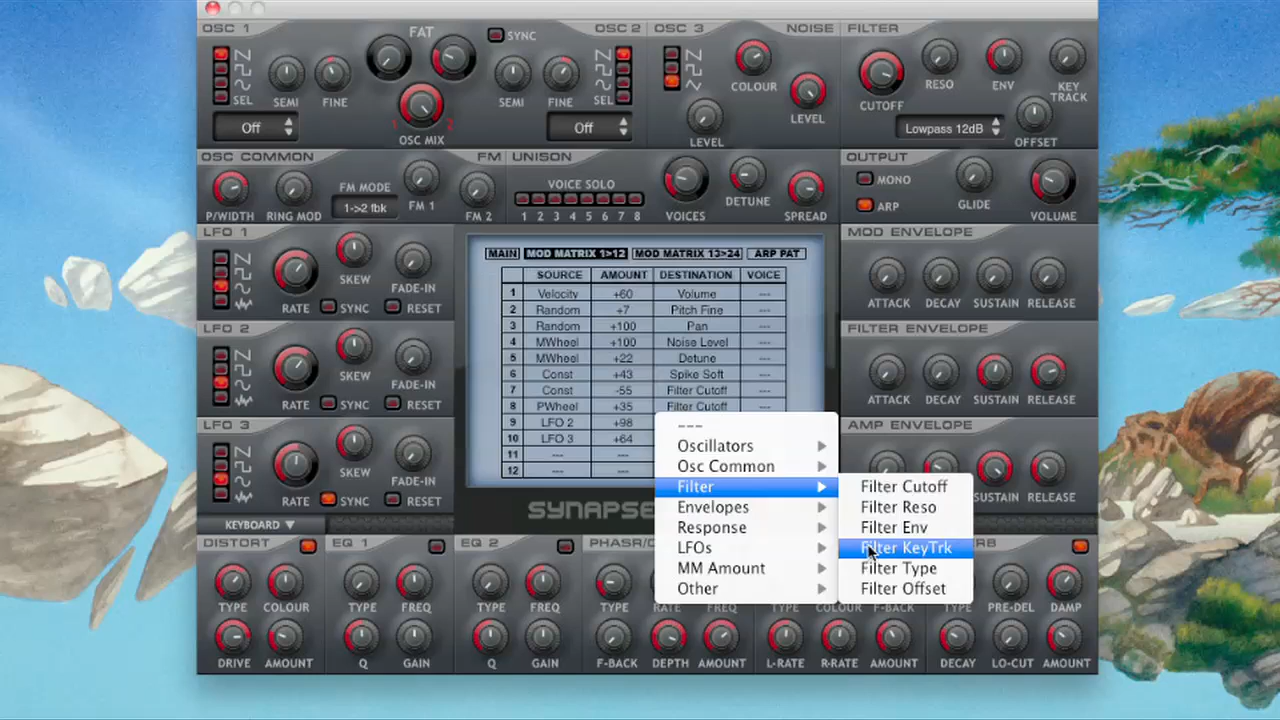 OSC 1
FAT
SYNC
OSC 2
OSC 3
NOISE
FILTER
SEL
SEMI
FINE
SEMI
FINE
SEL
LEVEL
COLOUR
LEVEL
CUTOFF
RESO
ENV
KEY
TRACK
Off
1
2
OSC MIX
Off
Lowpass 12dB
OFFSET
OSC COMMON
FM
UNISON
OUTPUT
P/WIDTH
RING MOD
FM MODE
1->2 fbk
FM 1
FM 2
VOICE SOLO
1 2 3 4 5 6 7 8
VOICES
DETUNE
SPREAD
MONO
ARP
GLIDE
VOLUME
LFO 1
RATE
SKEW
FADE-IN
SYNC
RESET
LFO 2
RATE
SKEW
FADE-IN
SYNC
RESET
LFO 3
RATE
SKEW
FADE-IN
SYNC
RESET
KEYBOARD ▼
MAIN MOD MATRIX 1>12 MOD MATRIX 13>24 ARP PAT
SOURCE AMOUNT DESTINATION VOICE
1 Velocity +60 Volume ---
2 Random +7 Pitch Fine ---
3 Random +100 Pan ---
4 MWheel +100 Noise Level ---
5 MWheel +22 Detune ---
6 Const +43 Spike Soft ---
7 Const -55 Filter Cutoff ---
8 PWheel +35 Filter Cutoff ---
9 LFO 2 +98
10 LFO 3 +64
11 --- ---
12 --- ---
SYNAPSE
MOD ENVELOPE
ATTACK DECAY SUSTAIN RELEASE
FILTER ENVELOPE
ATTACK DECAY SUSTAIN RELEASE
AMP ENVELOPE
SUSTAIN RELEASE
---
Oscillators
Osc Common
Filter
Envelopes
Response
LFOs
MM Amount
Other
Filter Cutoff
Filter Reso
Filter Env
Filter KeyTrk
Filter Type
Filter Offset
DISTORT
TYPE
COLOUR
DRIVE
AMOUNT
EQ 1
TYPE
FREQ
Q
GAIN
EQ 2
TYPE
FREQ
Q
GAIN
TYPE
RATE
FREQ
F-BACK
DEPTH
AMOUNT
TYPE
COLOUR
F-BACK
L-RATE
R-RATE
AMOUNT
TYPE
PRE-DEL
DAMP
DECAY
LO-CUT
AMOUNT